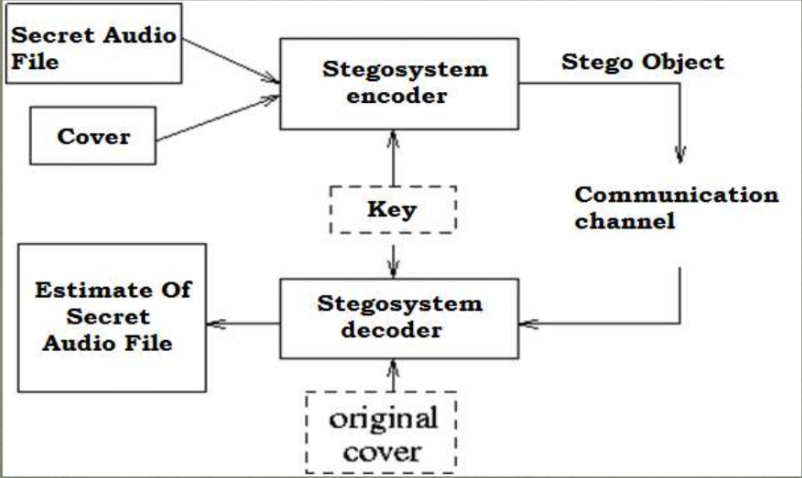 Secret Audio
File
Stegosystem
encoder
Stego Object
Cover
Key
Communication
channel
Estimate Of
Secret
Audio File
Stegosystem
decoder
original
cover